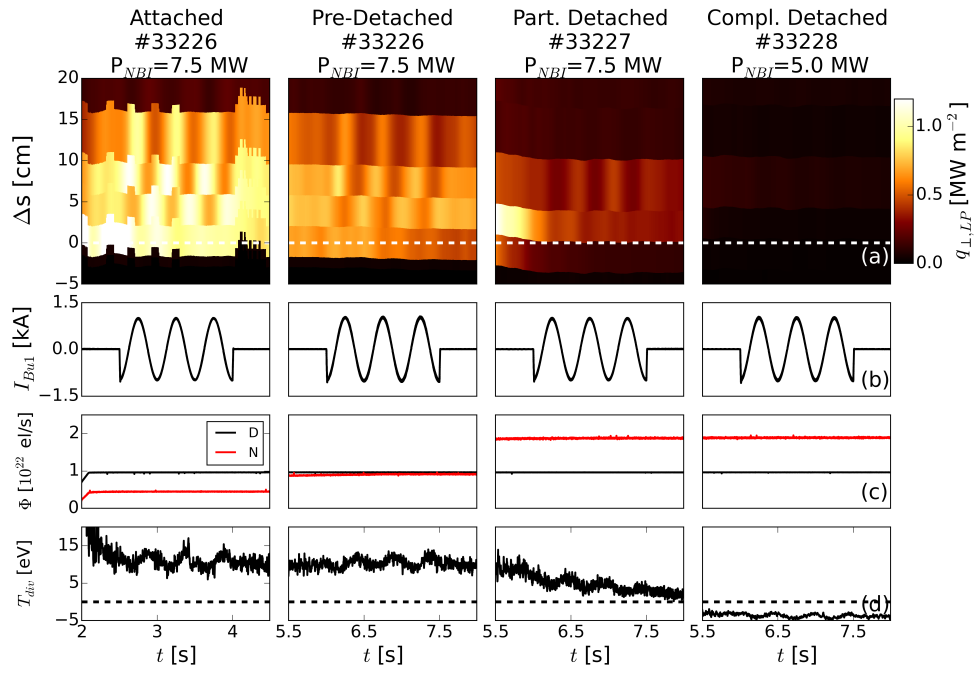 Attached Pre-Detached Part. Detached Compl. Detached
#33226 #33226 #33227 #33228
P_NBI=7.5 MW P_NBI=7.5 MW P_NBI=7.5 MW P_NBI=5.0 MW
20
15
10
5
0
−5
Δs [cm]
(a)
1.0
0.5
0.0
q⊥,LP [MW m⁻²]
1.5
0.0
−1.5
I_Bu1 [kA]
(b)
2
1
0
Φ [10²² el/s]
D
N
(c)
15
5
−5
T_div [eV]
(d)
2 3 4 5.5 6.5 7.5 5.5 6.5 7.5 5.5 6.5 7.5
t [s] t [s] t [s] t [s]